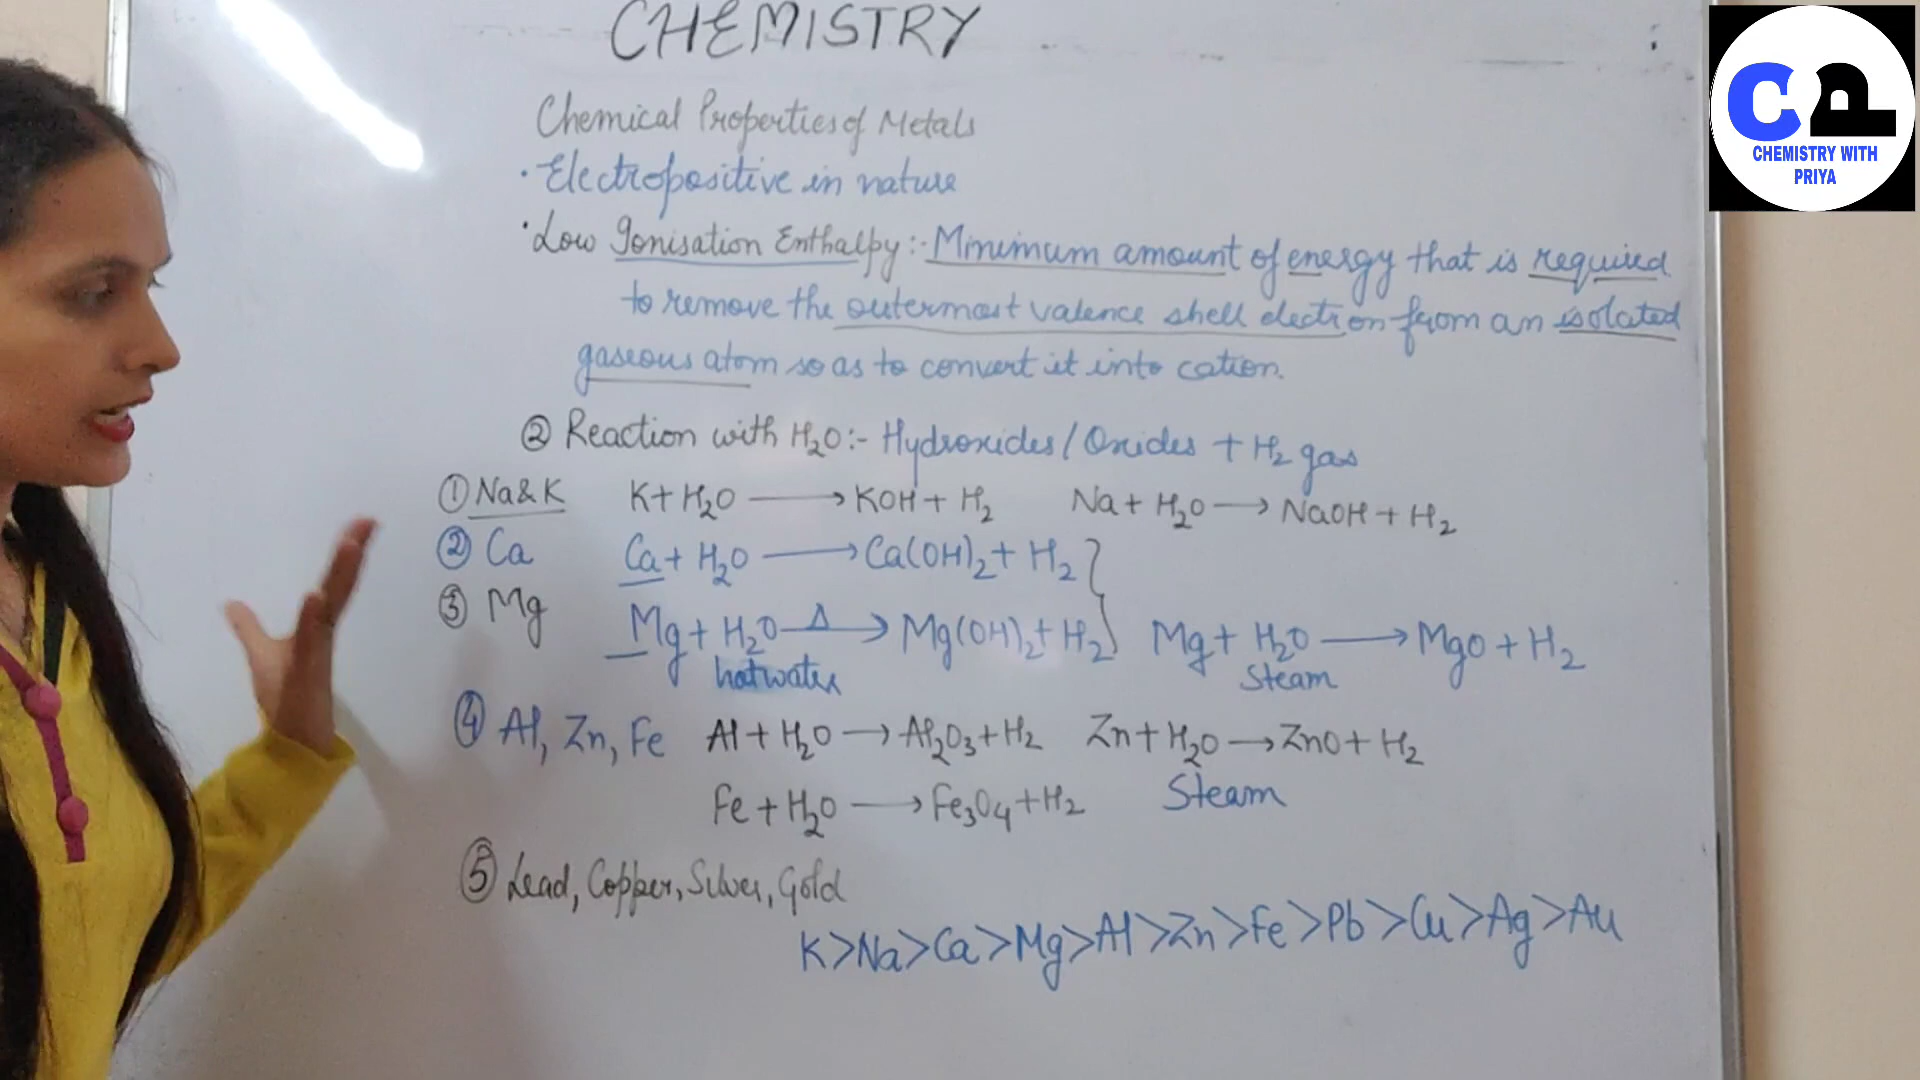 CHEMISTRY
Chemical Properties of Metals
· Electropositive in nature
· Low Ionisation Enthalpy:- Minimum amount of energy that is required
to remove the outermost valence shell electron from an isolated
gaseous atom so as to convert it into cation.
② Reaction with H₂O:- Hydroxides/Oxides + H₂ gas
① Na & K K + H₂O ⟶ KOH + H₂ Na + H₂O ⟶ NaOH + H₂
② Ca Ca + H₂O ⟶ Ca(OH)₂ + H₂
③ Mg Mg + H₂O —Δ→ Mg(OH)₂ + H₂ Mg + H₂O ⟶ MgO + H₂
hot water Steam
④ Al, Zn, Fe Al + H₂O ⟶ Al₂O₃ + H₂ Zn + H₂O ⟶ ZnO + H₂
Fe + H₂O ⟶ Fe₃O₄ + H₂ Steam
⑤ Lead, Copper, Silver, Gold
K > Na > Ca > Mg > Al > Zn > Fe > Pb > Cu > Ag > Au
CP
CHEMISTRY WITH
PRIYA